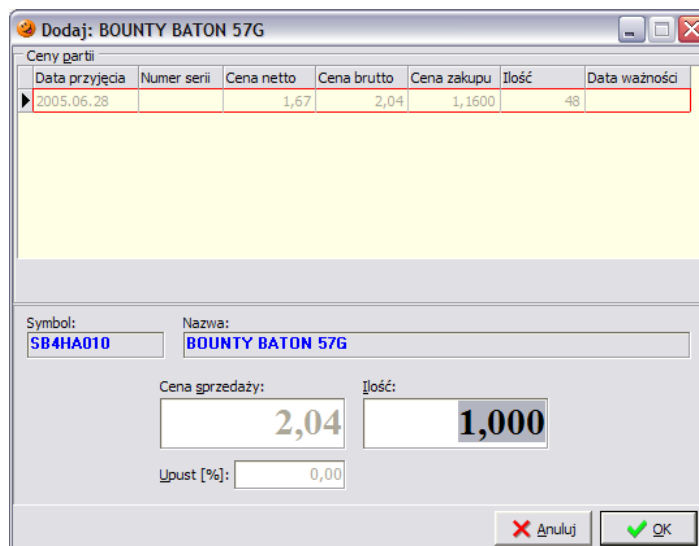 Dodaj: BOUNTY BATON 57G
Ceny partii
Data przyjęcia Numer serii Cena netto Cena brutto Cena zakupu Ilość Data ważności
2005.06.28 1,67 2,04 1,1600 48
Symbol: Nazwa:
SB4HA010 BOUNTY BATON 57G
Cena sprzedaży: Ilość:
2,04 1,000
Upust [%]: 0,00
Anuluj OK